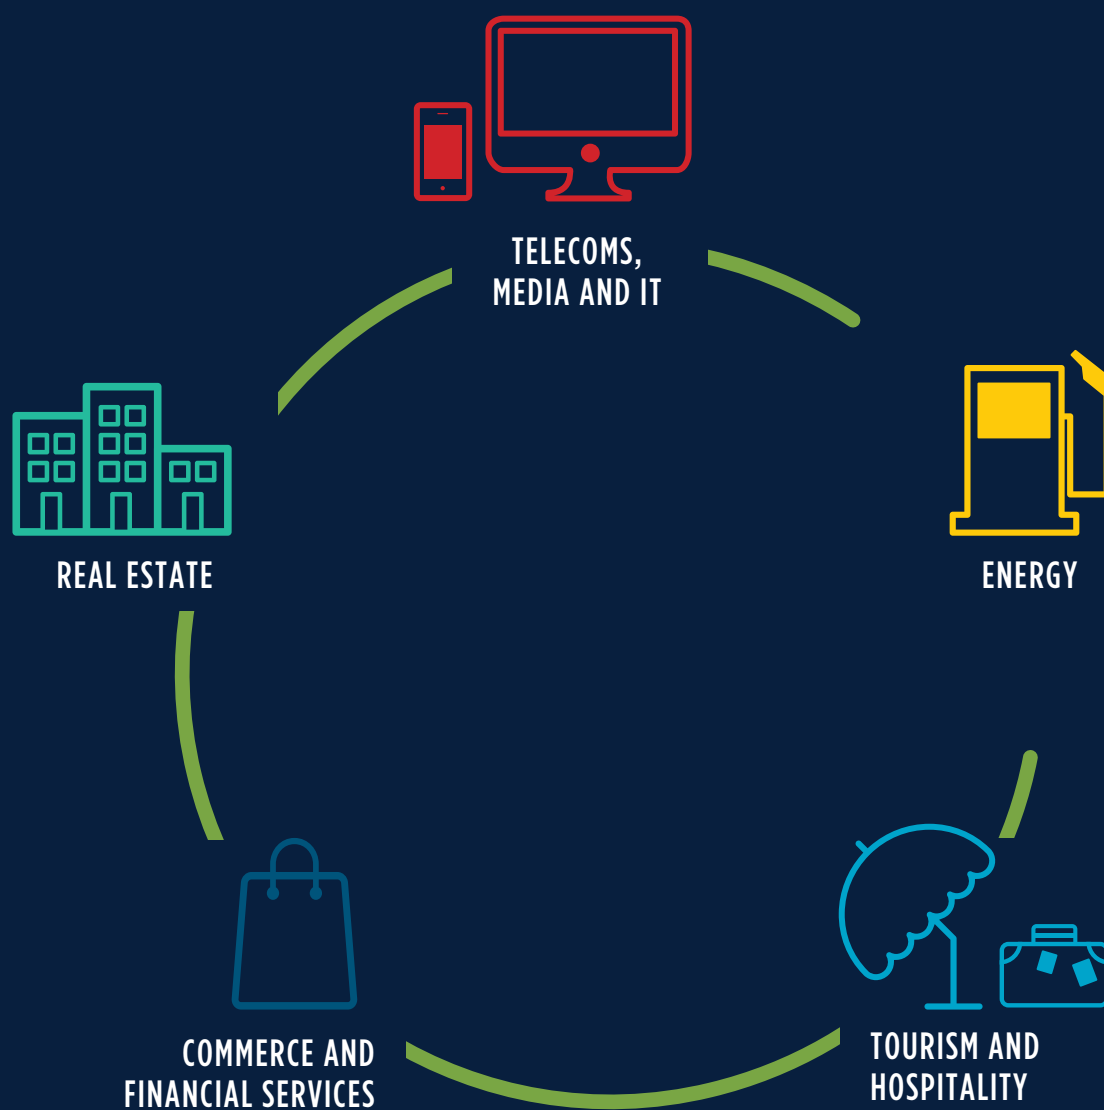 TELECOMS,
MEDIA AND IT
REAL ESTATE
ENERGY
COMMERCE AND
FINANCIAL SERVICES
TOURISM AND
HOSPITALITY